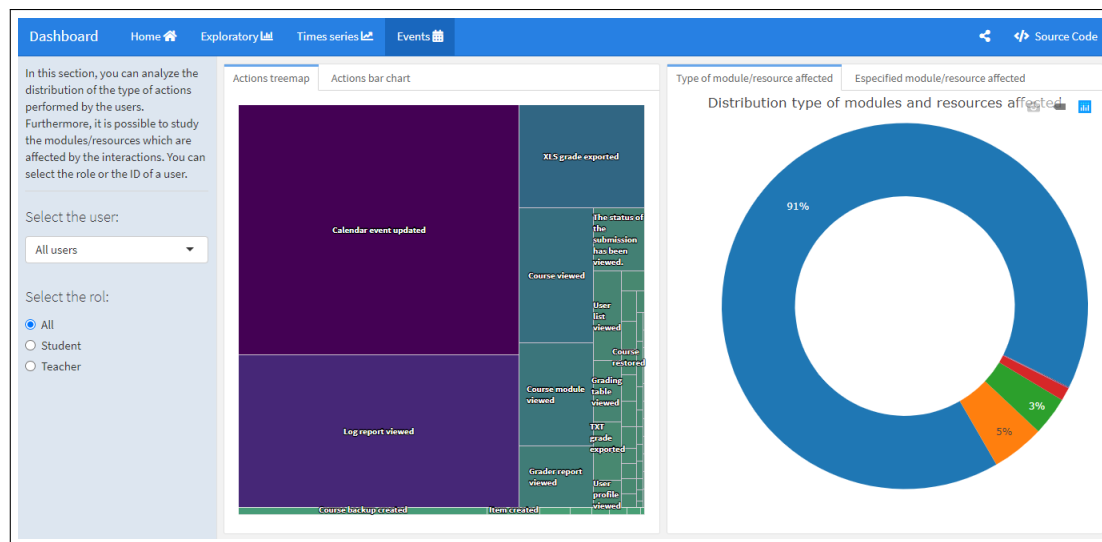 Dashboard
Home
Exploratory
Times series
Events
Source Code
In this section, you can analyze the
distribution of the type of actions
performed by the users.
Furthermore, it is possible to study
the modules/resources which are
affected by the interactions. You can
select the role or the ID of a user.
Select the user:
All users
Select the rol:
All
Student
Teacher
Actions treemap
Actions bar chart
Calendar event updated
Log report viewed
XLS grade exported
Course viewed
Course module
viewed
Grader report
viewed
The status of
the
submission
has been
viewed.
User
list
viewed
Course
restored
Grading
table
viewed
TXT
grade
exported
User
profile
viewed
Course backup created
Item created
Type of module/resource affected
Especified module/resource affected
Distribution type of modules and resources affected
91%
3%
5%